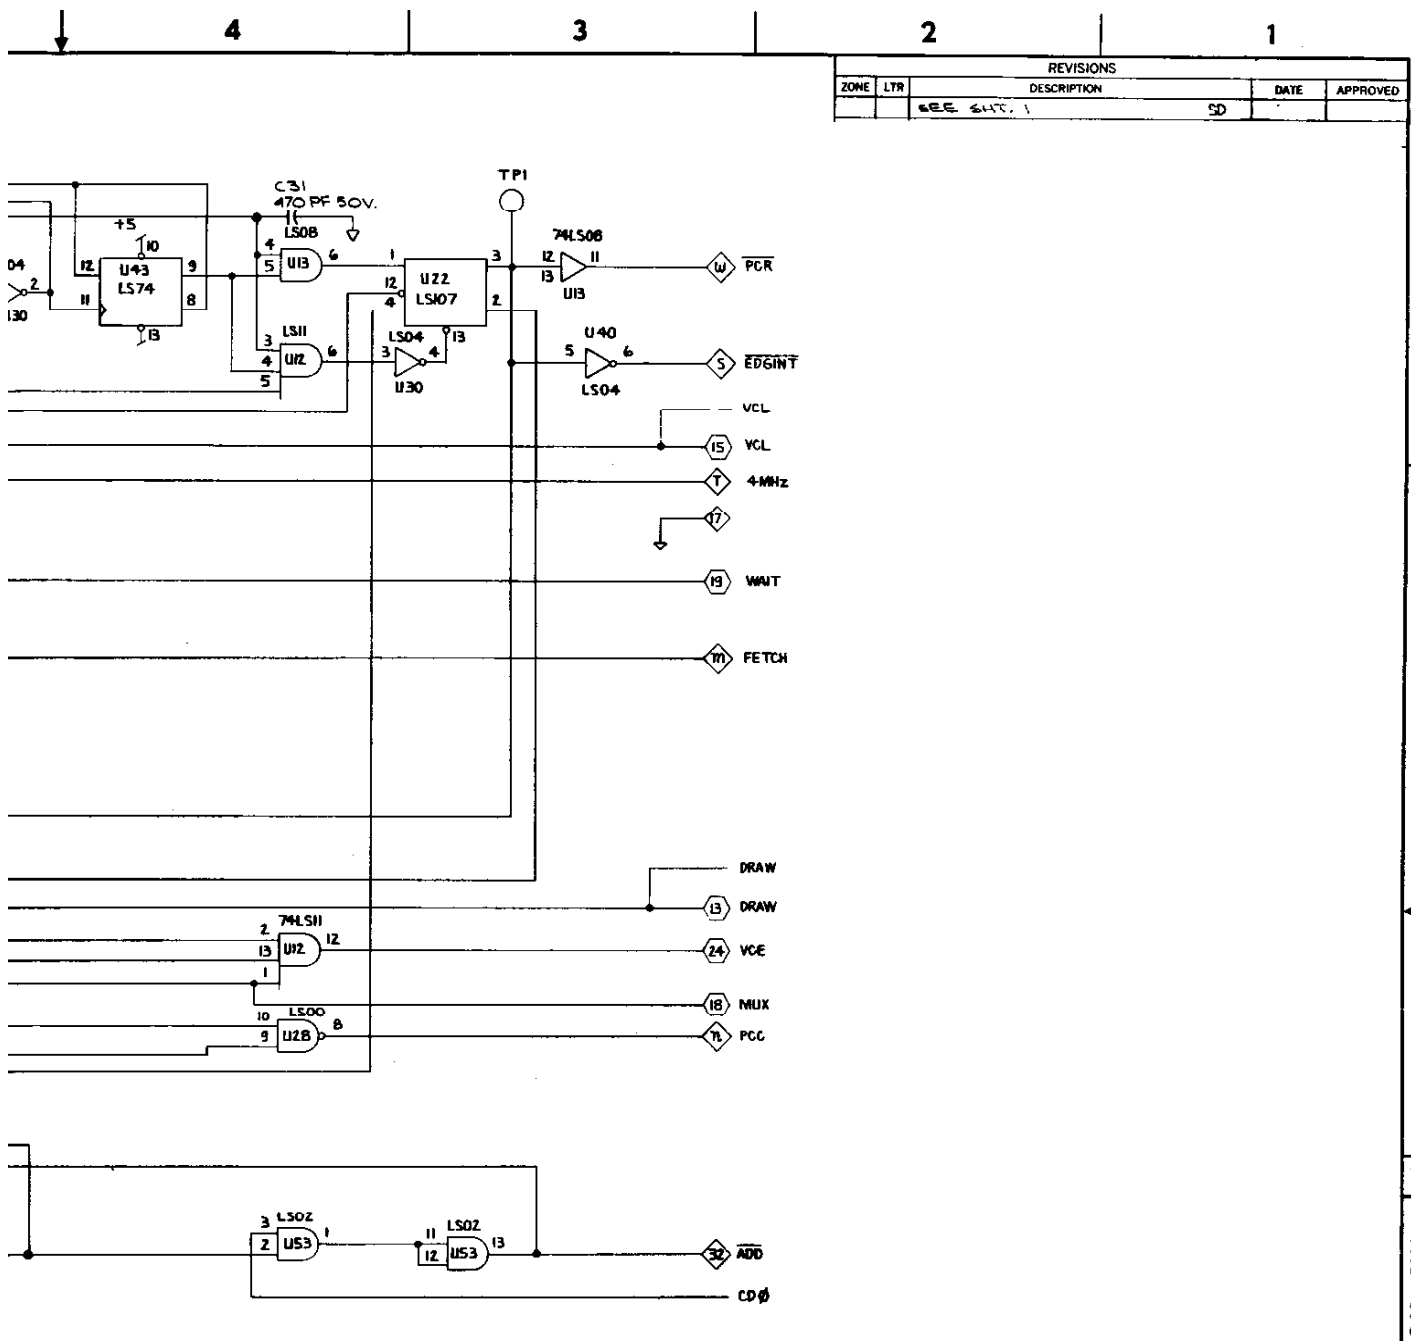 4 3 2 1
REVISIONS
ZONE LTR DESCRIPTION DATE APPROVED
SEE SHT. 1 SD
TP1
C31
470 PF 50V.
+5
LS08
74LS08
10
4
6
1
3
12
11
W
PCR
04
12
U43
9
U13
5
U22
13
2
LS74
12
LS107
U13
11
8
4
2
130
13
LS11
LS04
13
U40
3
U12
6
3
4
5
6
S
EDGINT
4
5
U30
LS04
VCL
15 VCL
T 4MHz
17
19 WAIT
m FETCH
DRAW
13 DRAW
74LS11
2
U12
12
13
24 VCE
1
18 MUX
LS00
10
8
9
U28
n PCC
LS02
3
1
LS02
2
U53
11
13
12
U53
32 ADD
CDØ